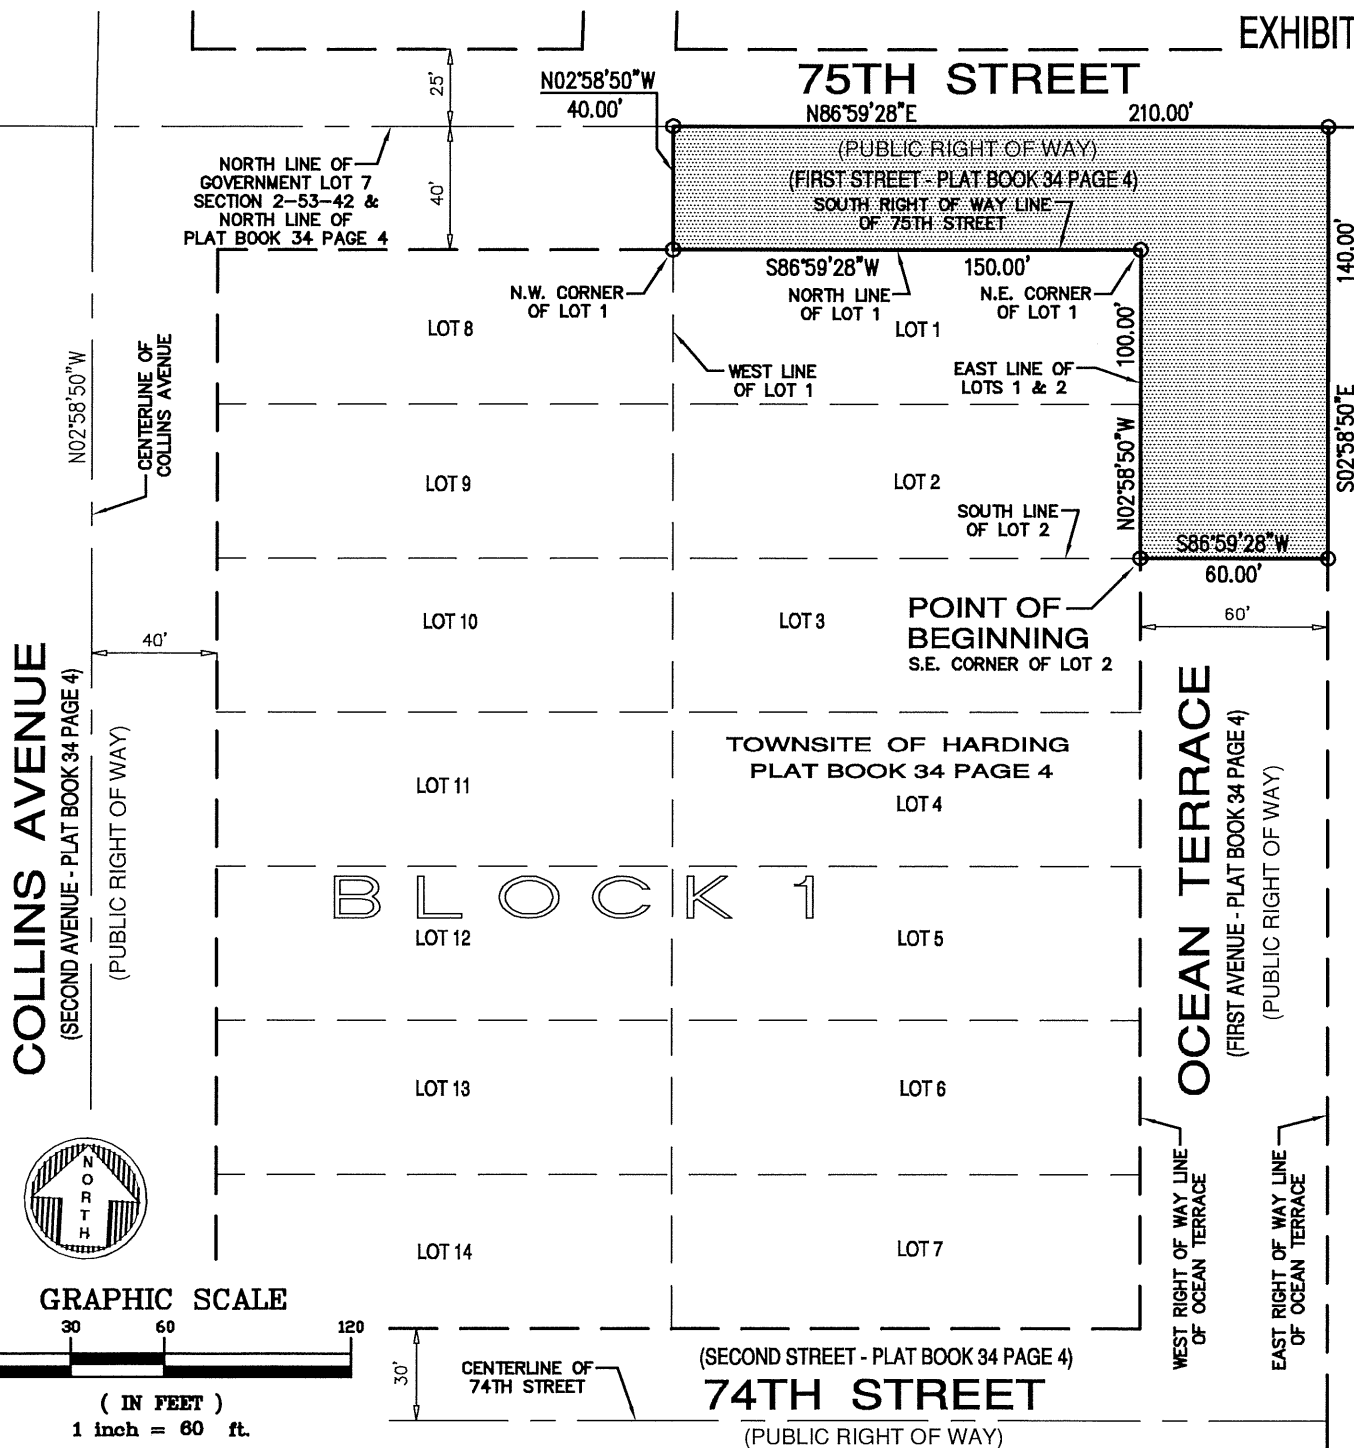 EXHIBIT
75TH STREET
25'
N02°58'50"W
40.00'
N86°59'28"E
210.00'
(PUBLIC RIGHT OF WAY)
(FIRST STREET - PLAT BOOK 34 PAGE 4)
SOUTH RIGHT OF WAY LINE
OF 75TH STREET
NORTH LINE OF
GOVERNMENT LOT 7
SECTION 2-53-42 &
NORTH LINE OF
PLAT BOOK 34 PAGE 4
40'
140.00'
S86°59'28"W
150.00'
N.W. CORNER
OF LOT 1
NORTH LINE
OF LOT 1
N.E. CORNER
OF LOT 1
LOT 8
LOT 1
100.00'
N02°58'50"W
CENTERLINE OF
COLLINS AVENUE
WEST LINE
OF LOT 1
EAST LINE OF
LOTS 1 & 2
S02°58'50"E
N02°58'50"W
LOT 9
LOT 2
SOUTH LINE
OF LOT 2
S86°59'28"W
60.00'
LOT 10
LOT 3
POINT OF
BEGINNING
S.E. CORNER OF LOT 2
60'
40'
COLLINS AVENUE
(SECOND AVENUE - PLAT BOOK 34 PAGE 4)
(PUBLIC RIGHT OF WAY)
TOWNSITE OF HARDING
PLAT BOOK 34 PAGE 4
LOT 11
LOT 4
OCEAN TERRACE
(FIRST AVENUE - PLAT BOOK 34 PAGE 4)
(PUBLIC RIGHT OF WAY)
BLOCK 1
LOT 12
LOT 5
LOT 13
LOT 6
NORTH
LOT 14
LOT 7
WEST RIGHT OF WAY LINE
OF OCEAN TERRACE
EAST RIGHT OF WAY LINE
OF OCEAN TERRACE
GRAPHIC SCALE
30 60 120
( IN FEET )
1 inch = 60 ft.
30'
CENTERLINE OF
74TH STREET
(SECOND STREET - PLAT BOOK 34 PAGE 4)
74TH STREET
(PUBLIC RIGHT OF WAY)